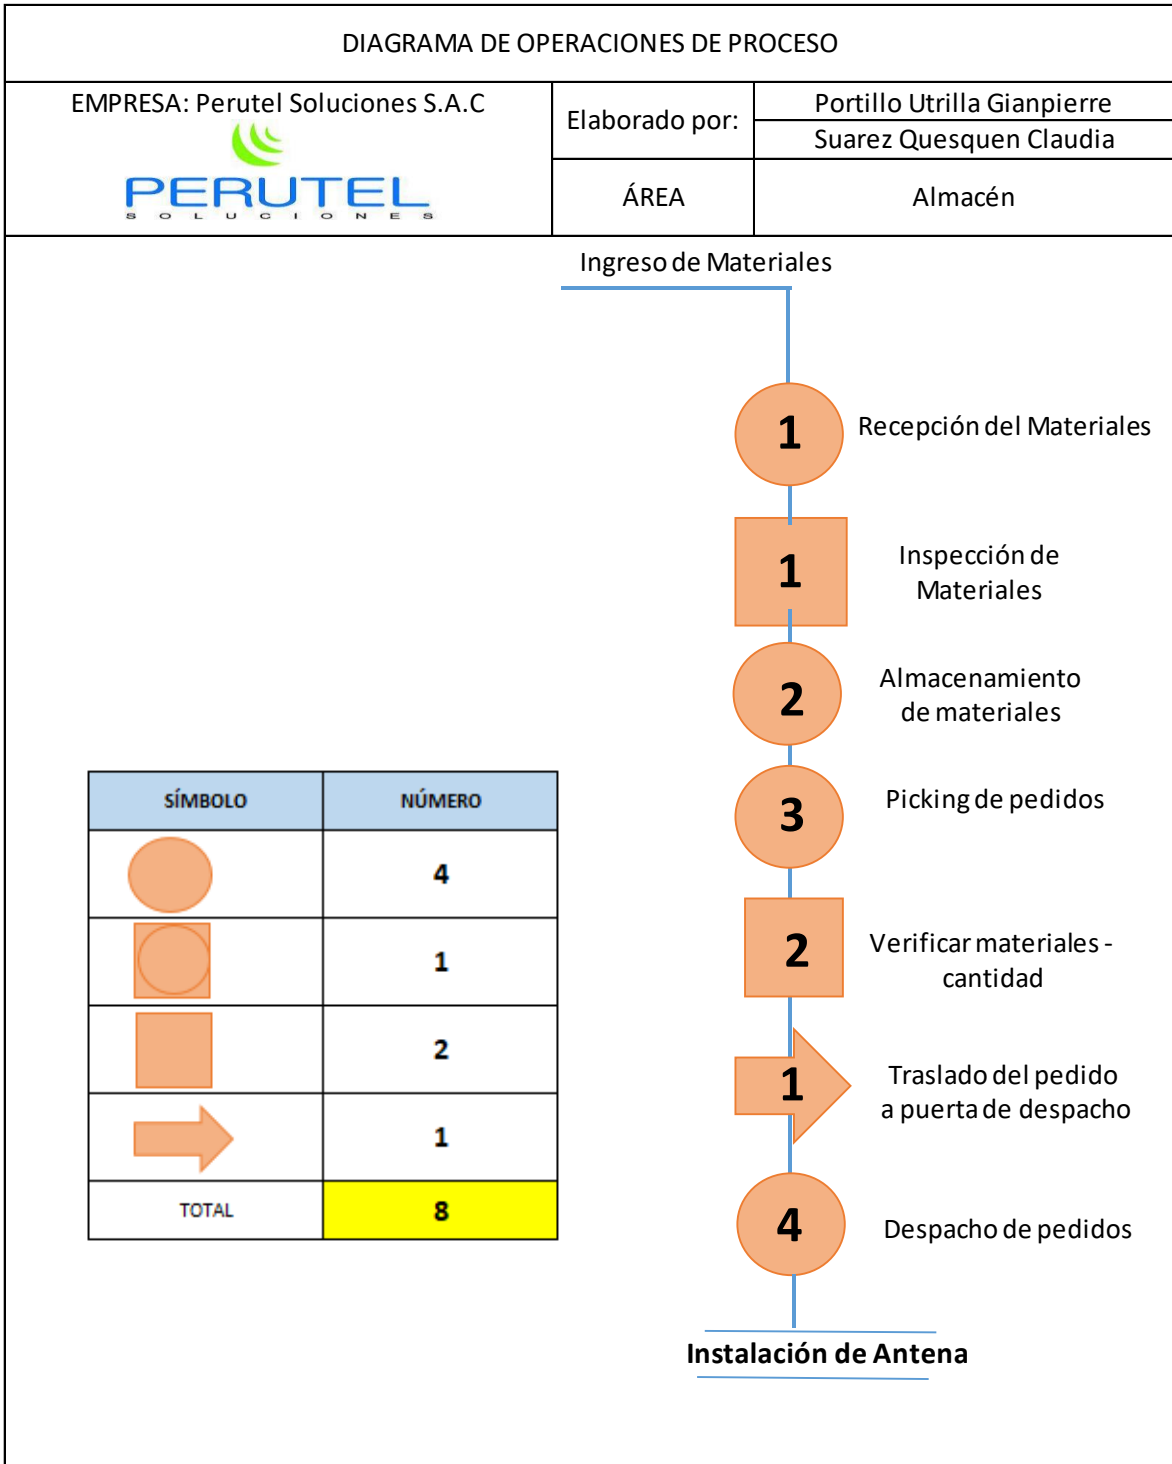 DIAGRAMA DE OPERACIONES DE PROCESO
EMPRESA: Perutel Soluciones S.A.C
PERUTEL
SOLUCIONES
Elaborado por:
Portillo Utrilla Gianpierre
Suarez Quesquen Claudia
ÁREA
Almacén
Ingreso de Materiales
1
Recepción del Materiales
1
Inspección de
Materiales
2
Almacenamiento
de materiales
3
Picking de pedidos
2
Verificar materiales -
cantidad
1
Traslado del pedido
a puerta de despacho
4
Despacho de pedidos
Instalación de Antena
SÍMBOLO NÚMERO
4
1
2
1
TOTAL 8